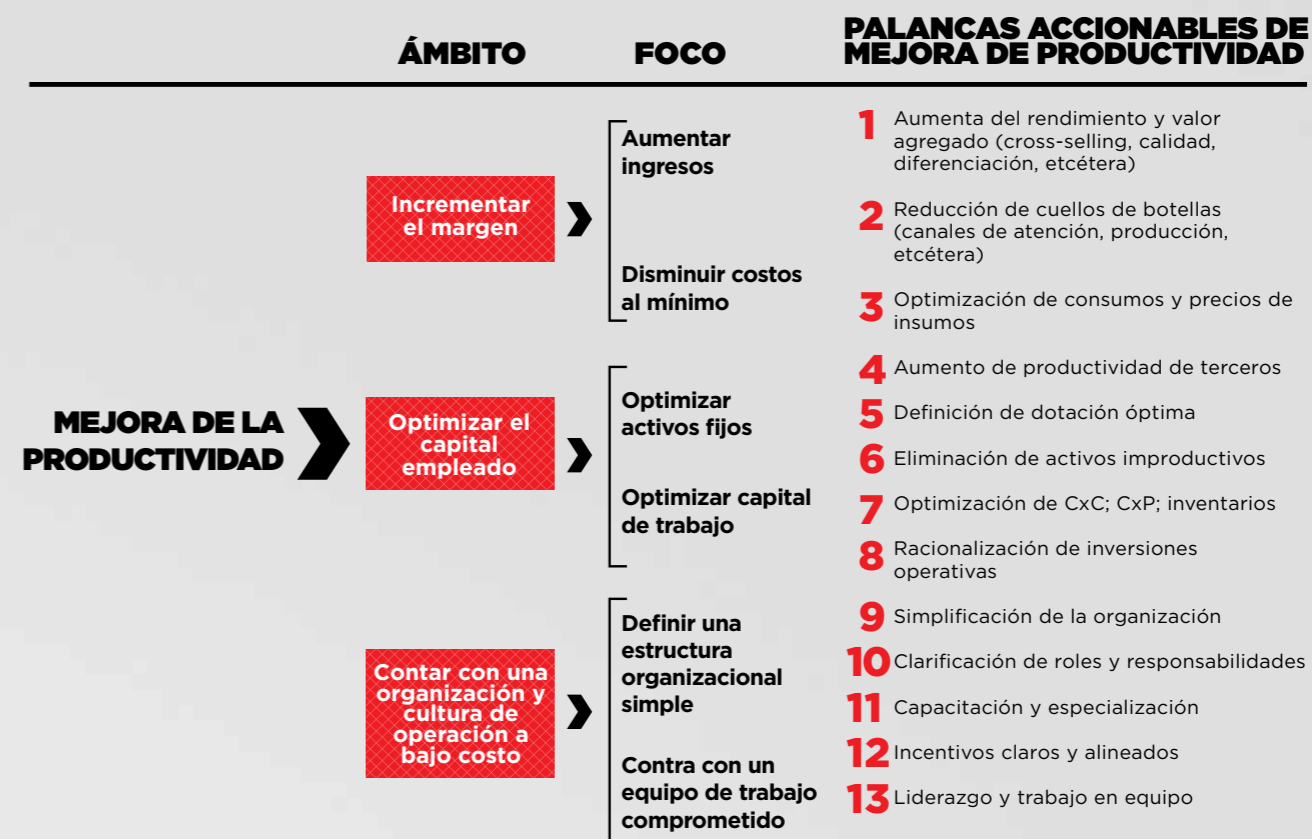 ÁMBITO
FOCO
PALANCAS ACCIONABLES DE
MEJORA DE PRODUCTIVIDAD
MEJORA DE LA
PRODUCTIVIDAD
Incrementar
el margen
Aumentar
ingresos
Disminuir costos
al mínimo
Optimizar el
capital
empleado
Optimizar
activos fijos
Optimizar capital
de trabajo
Contar con una
organización y
cultura de
operación a
bajo costo
Definir una
estructura
organizacional
simple
Contra con un
equipo de trabajo
comprometido
1 Aumenta del rendimiento y valor
agregado (cross-selling, calidad,
diferenciación, etcétera)
2 Reducción de cuellos de botellas
(canales de atención, producción,
etcétera)
3 Optimización de consumos y precios de
insumos
4 Aumento de productividad de terceros
5 Definición de dotación óptima
6 Eliminación de activos improductivos
7 Optimización de CxC; CxP; inventarios
8 Racionalización de inversiones
operativas
9 Simplificación de la organización
10 Clarificación de roles y responsabilidades
11 Capacitación y especialización
12 Incentivos claros y alineados
13 Liderazgo y trabajo en equipo